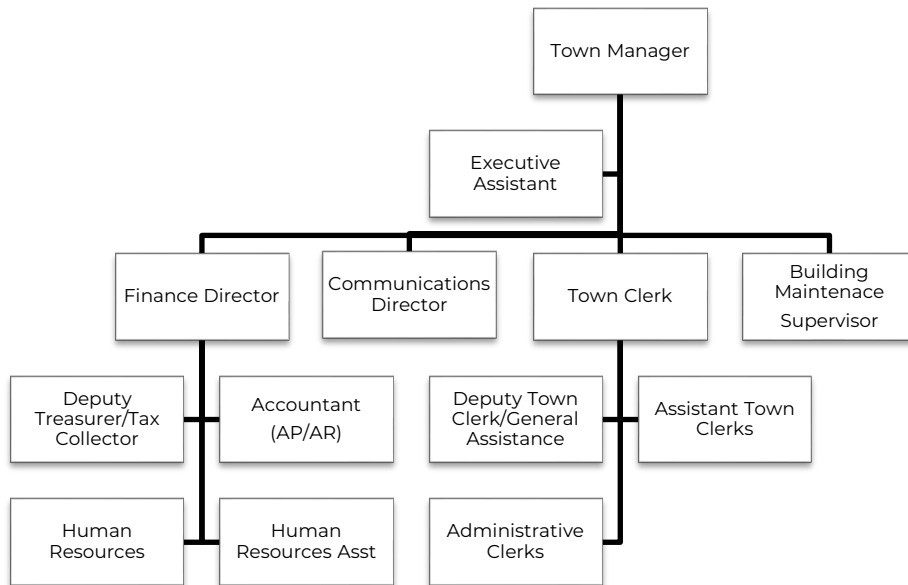 Town Manager
Executive
Assistant
Finance Director
Communications
Director
Town Clerk
Building
Maintenace
Supervisor
Deputy
Treasurer/Tax
Collector
Accountant
(AP/AR)
Deputy Town
Clerk/General
Assistance
Assistant Town
Clerks
Human
Resources
Human
Resources Asst
Administrative
Clerks